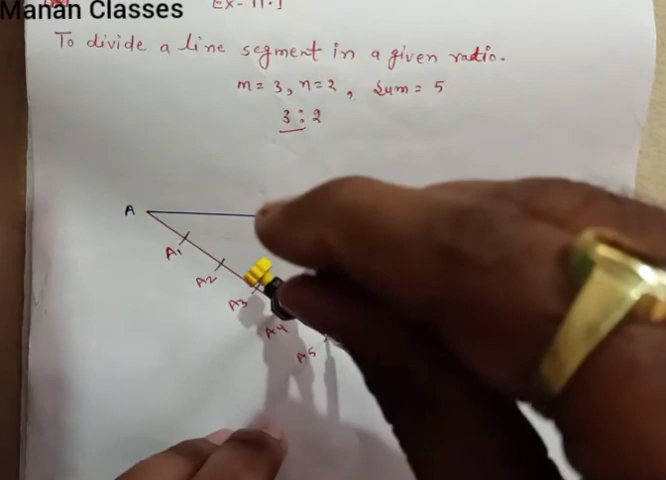 Manan Classes
Ex-11.1
To divide a line segment in a given ratio.
m=3, n=2, Sum = 5
3:2
A
A1
A2
A3
A4
A5